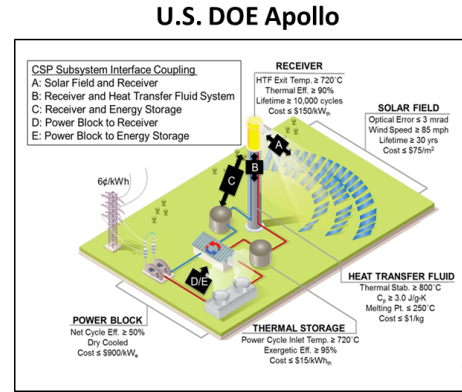 U.S. DOE Apollo
CSP Subsystem Interface Coupling
A: Solar Field and Receiver
B: Receiver and Heat Transfer Fluid System
C: Receiver and Energy Storage
D: Power Block to Receiver
E: Power Block to Energy Storage
RECEIVER
HTF Exit Temp. ≥ 720°C
Thermal Eff. ≥ 90%
Lifetime ≥ 10,000 cycles
Cost ≤ $150/kWth
SOLAR FIELD
Optical Error ≤ 3 mrad
Wind Speed ≥ 85 mph
Lifetime ≥ 30 yrs
Cost ≤ $75/m²
A
B
C
6¢/kWh
D/E
HEAT TRANSFER FLUID
Thermal Stab. ≥ 800°C
Cp ≥ 3.0 J/g-K
Melting Pt. ≤ 250°C
Cost ≤ $1/kg
POWER BLOCK
Net Cycle Eff. ≥ 50%
Dry Cooled
Cost ≤ $900/kWe
THERMAL STORAGE
Power Cycle Inlet Temp ≥ 720°C
Exergetic Eff. ≥ 95%
Cost ≤ $15/kWhth